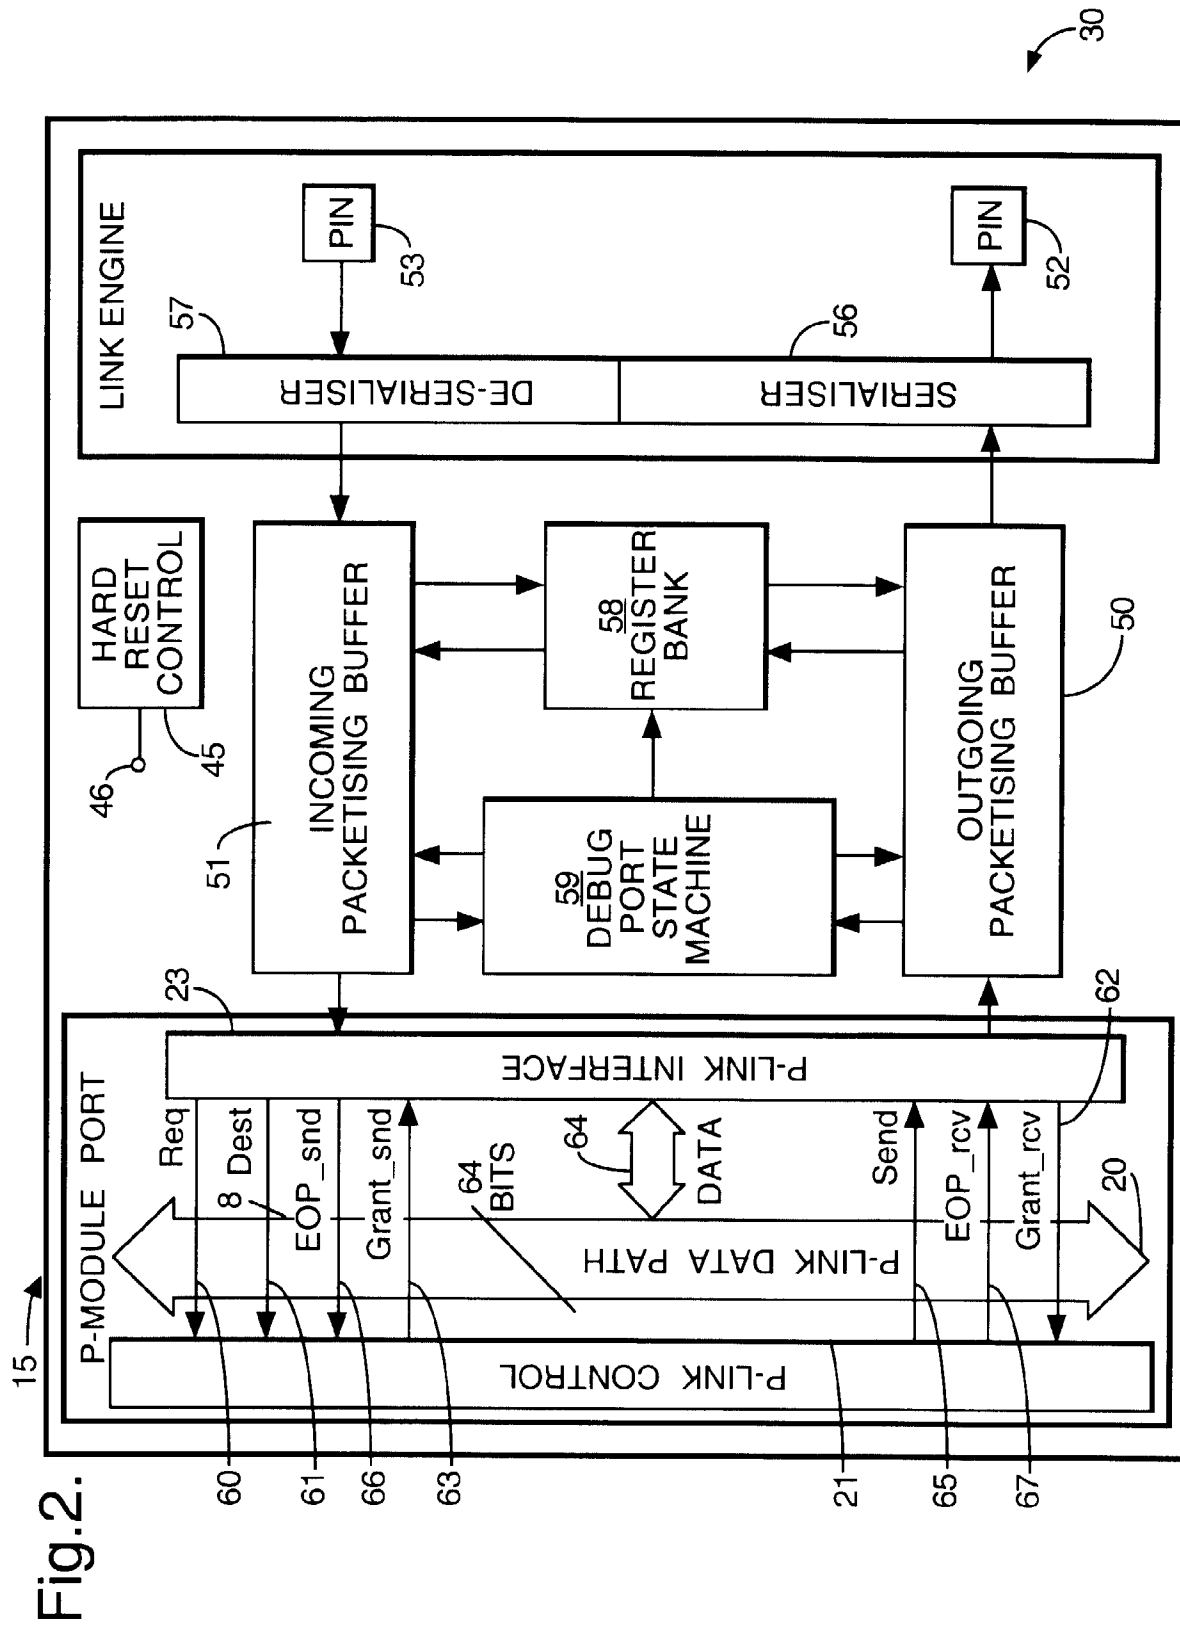 Fig.2.
15
30
P-MODULE PORT
Req
Dest
8
EOP_snd
Grant_snd
64
BITS
64
DATA
P-LINK DATA PATH
Send
EOP_rcv
Grant_rcv
20
P-LINK CONTROL
P-LINK INTERFACE
23
62
60
61
66
63
21
65
67
46
45
HARD
RESET
CONTROL
51
INCOMING
PACKETISING BUFFER
59
DEBUG
PORT
STATE
MACHINE
58
REGISTER
BANK
OUTGOING
PACKETISING BUFFER
50
LINK ENGINE
57
DE-SERIALISER
SERIALISER
56
PIN
53
PIN
52